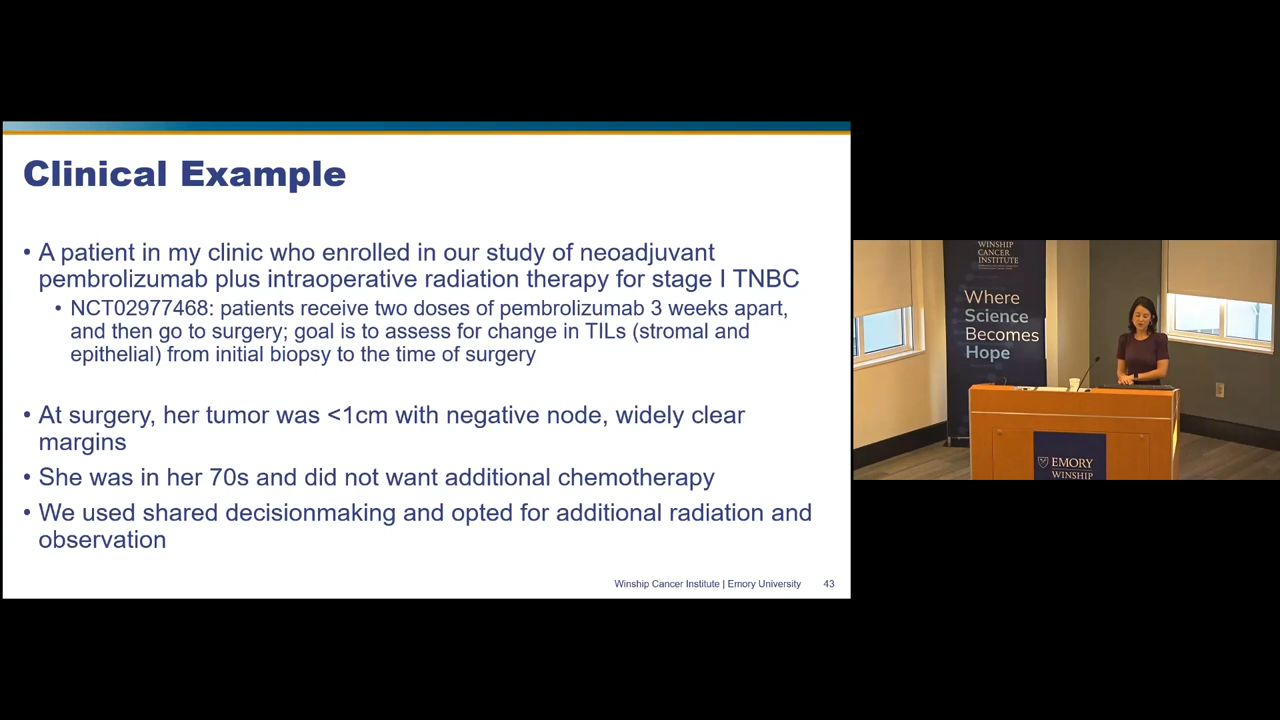 Clinical Example
• A patient in my clinic who enrolled in our study of neoadjuvant
pembrolizumab plus intraoperative radiation therapy for stage I TNBC
• NCT02977468: patients receive two doses of pembrolizumab 3 weeks apart,
and then go to surgery; goal is to assess for change in TILs (stromal and
epithelial) from initial biopsy to the time of surgery
• At surgery, her tumor was <1cm with negative node, widely clear
margins
• She was in her 70s and did not want additional chemotherapy
• We used shared decisionmaking and opted for additional radiation and
observation
Winship Cancer Institute | Emory University 43
WINSHIP
CANCER
INSTITUTE
Where
Science
Becomes
Hope
EMORY
WINSHIP